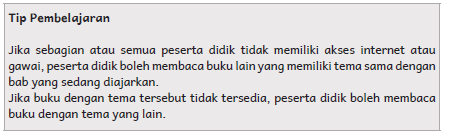 Tip Pembelajaran
Jika sebagian atau semua peserta didik tidak memiliki akses internet atau
gawai, peserta didik boleh membaca buku lain yang memiliki tema sama dengan
bab yang sedang diajarkan.
Jika buku dengan tema tersebut tidak tersedia, peserta didik boleh membaca
buku dengan tema yang lain.